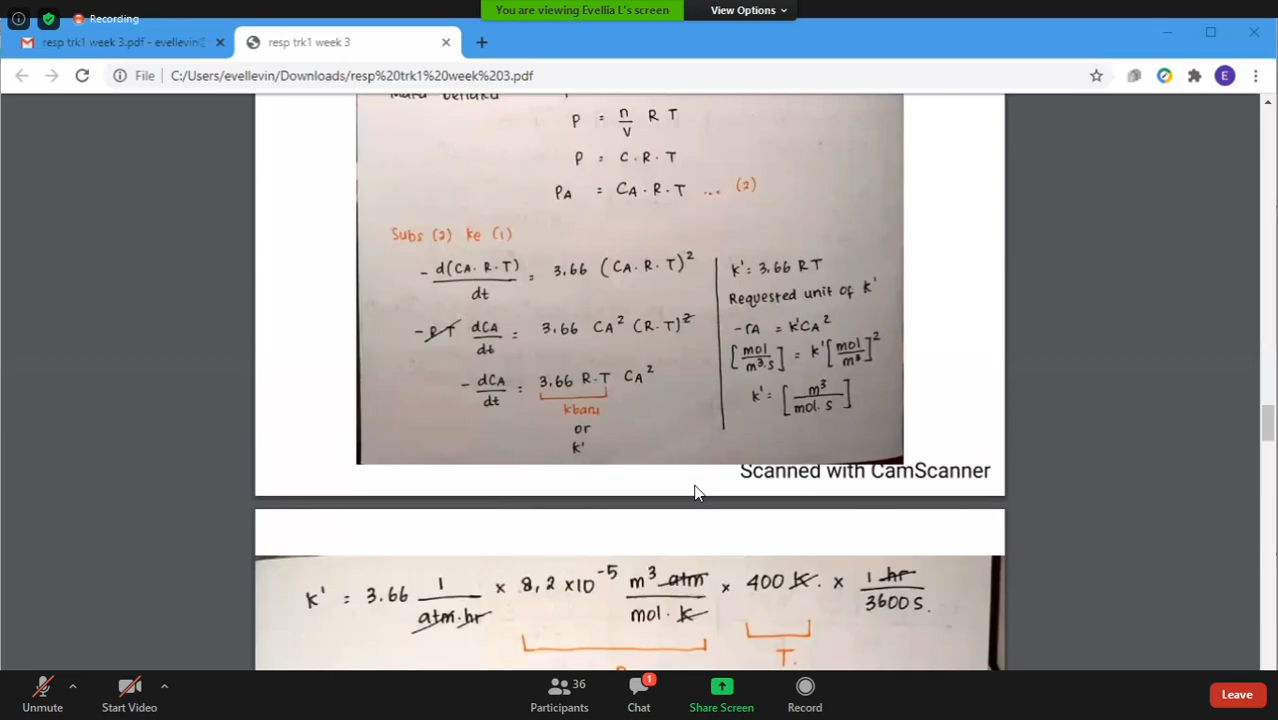 Recording
You are viewing Evellia L's screen
View Options
resp trk1 week 3.pdf - evellevin
resp trk1 week 3
File
C:/Users/evellevin/Downloads/resp%20trk1%20week%203.pdf
E
P = n/V R T
P = C.R.T
PA = CA.R.T ... (2)
Subs (2) ke (1)
- d(CA.R.T)/dt = 3.66 (CA.R.T)²
-RT dCA/dt = 3.66 CA² (R.T)²
- dCA/dt = 3.66 R.T CA²
kbaru
or
k'
k' = 3.66 RT
Requested unit of k'
-rA = k'CA²
[mol/m³.s] = k'[mol/m³]²
k' = [m³/mol.s]
Scanned with CamScanner
k' = 3.66 1/atm.hr × 8,2×10⁻⁵ m³ atm/mol.k × 400 k. × 1 hr/3600 s.
T.
Unmute
Start Video
36
Participants
1
Chat
Share Screen
Record
Leave